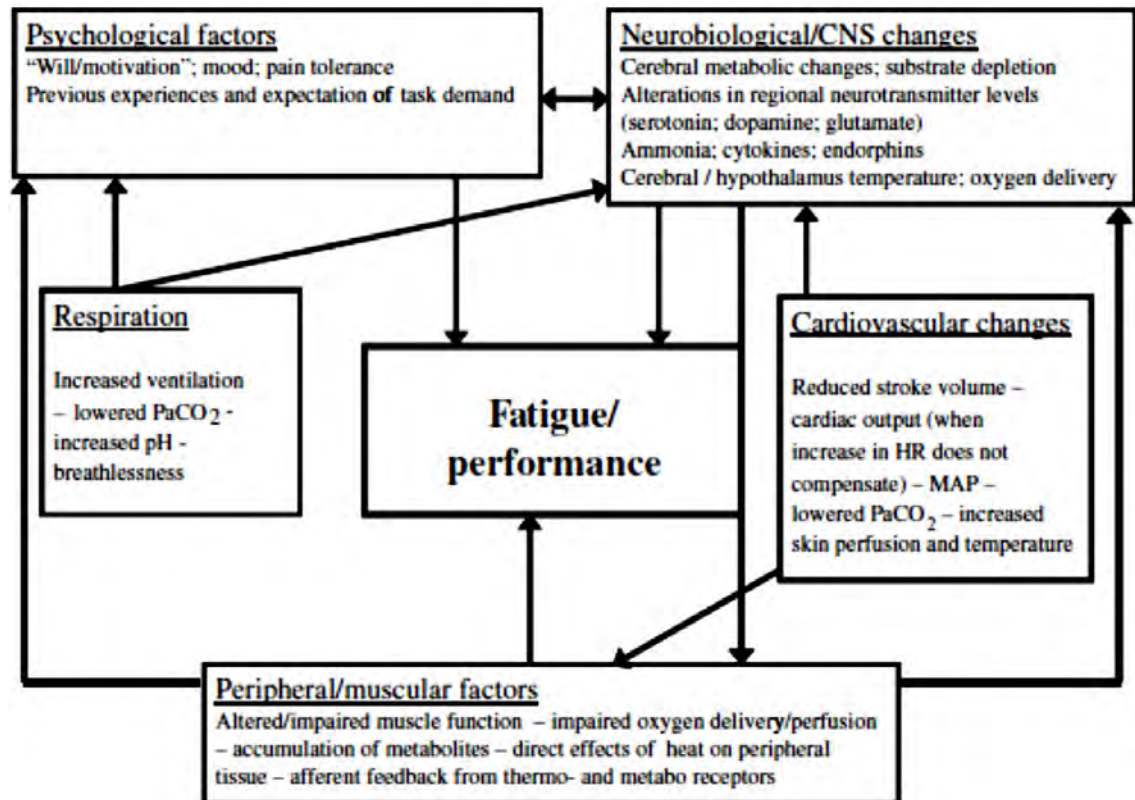 Psychological factors
“Will/motivation”; mood; pain tolerance
Previous experiences and expectation of task demand
Neurobiological/CNS changes
Cerebral metabolic changes; substrate depletion
Alterations in regional neurotransmitter levels
(serotonin; dopamine; glutamate)
Ammonia; cytokines; endorphins
Cerebral / hypothalamus temperature; oxygen delivery
Respiration
Increased ventilation
– lowered PaCO2 -
increased pH -
breathlessness
Fatigue/
performance
Cardiovascular changes
Reduced stroke volume –
cardiac output (when
increase in HR does not
compensate) – MAP –
lowered PaCO2 – increased
skin perfusion and temperature
Peripheral/muscular factors
Altered/impaired muscle function – impaired oxygen delivery/perfusion
– accumulation of metabolites – direct effects of heat on peripheral
tissue – afferent feedback from thermo- and metabo receptors